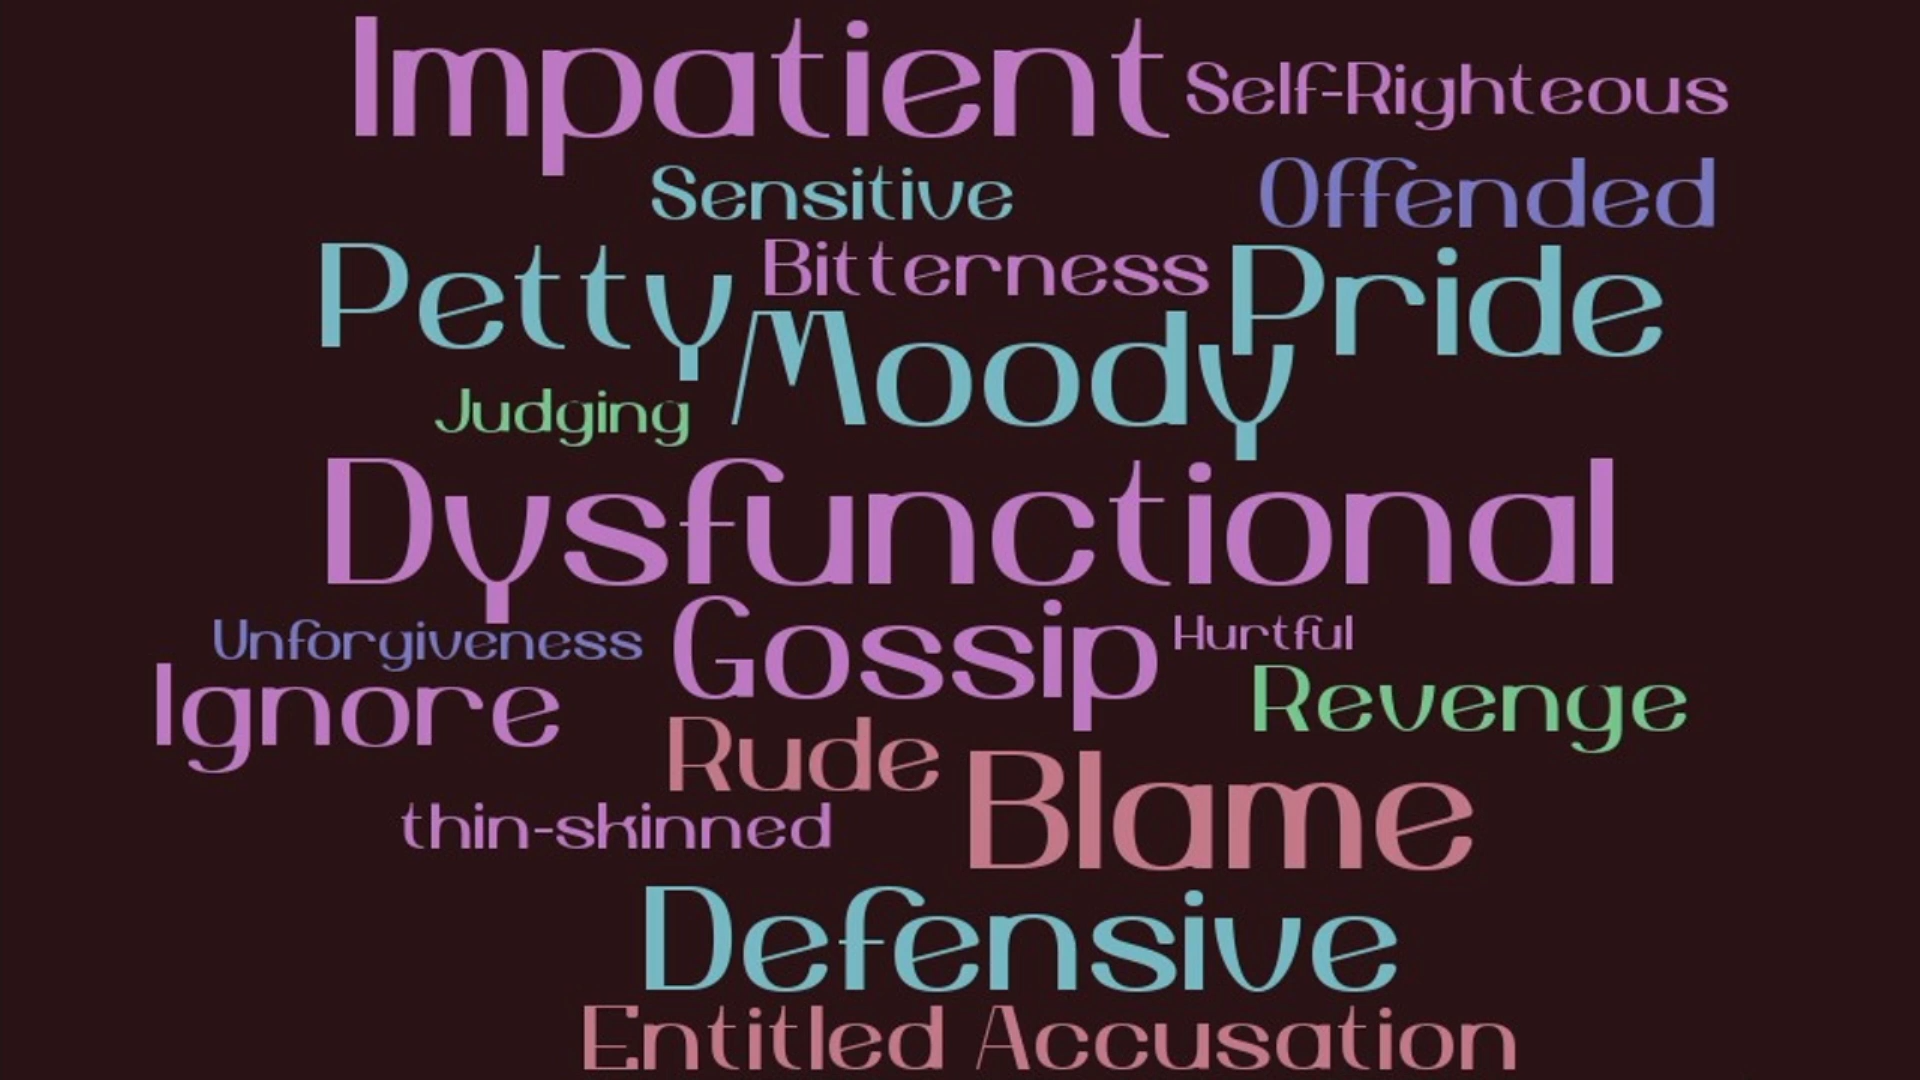 Impatient Self-Righteous
Sensitive Offended
Petty Bitterness Pride
Moody
Judging
Dysfunctional
Unforgiveness Gossip Hurtful
Ignore Revenge
Rude Blame
thin-skinned
Defensive
Entitled Accusation